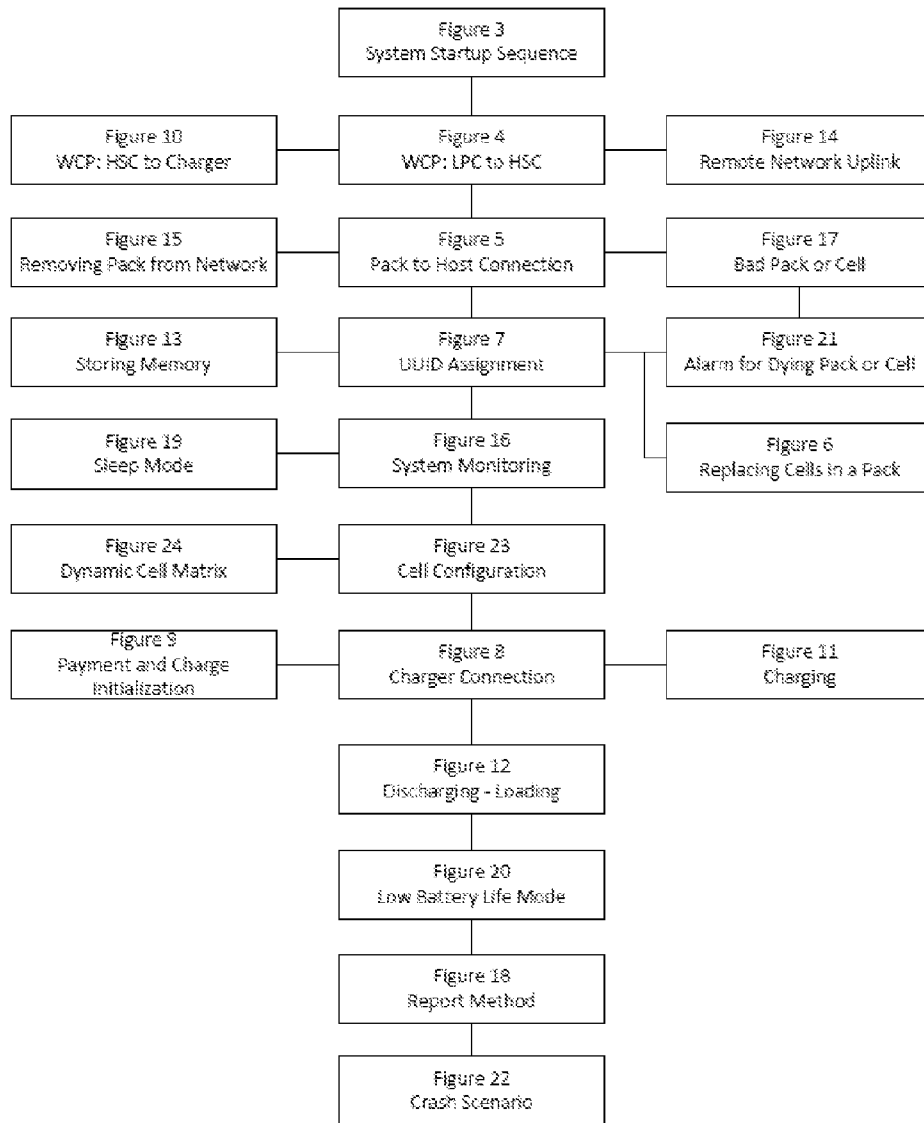 Figure 3
System Startup Sequence
Figure 10
WCP: HSC to Charger
Figure 4
WCP: LPC to HSC
Figure 14
Remote Network Uplink
Figure 15
Removing Pack from Network
Figure 5
Pack to Host Connection
Figure 17
Bad Pack or Cell
Figure 13
Storing Memory
Figure 7
UUID Assignment
Figure 21
Alarm for Dying Pack or Cell
Figure 19
Sleep Mode
Figure 16
System Monitoring
Figure 6
Replacing Cells in a Pack
Figure 24
Dynamic Cell Matrix
Figure 23
Cell Configuration
Figure 9
Payment and Charge
Initialization
Figure 8
Charger Connection
Figure 11
Charging
Figure 12
Discharging - Loading
Figure 20
Low Battery Life Mode
Figure 18
Report Method
Figure 22
Crash Scenario